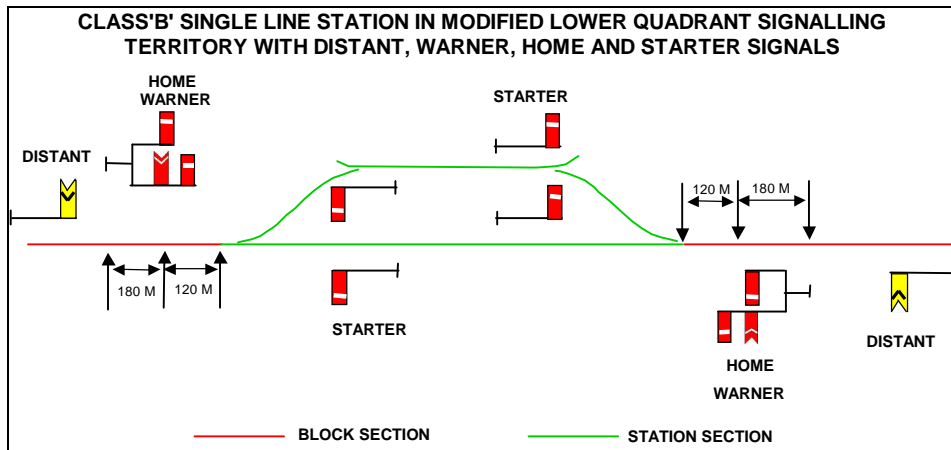 CLASS'B' SINGLE LINE STATION IN MODIFIED LOWER QUADRANT SIGNALLING
TERRITORY WITH DISTANT, WARNER, HOME AND STARTER SIGNALS
HOME
WARNER
STARTER
DISTANT
120 M
180 M
180 M
120 M
STARTER
DISTANT
HOME
WARNER
BLOCK SECTION
STATION SECTION